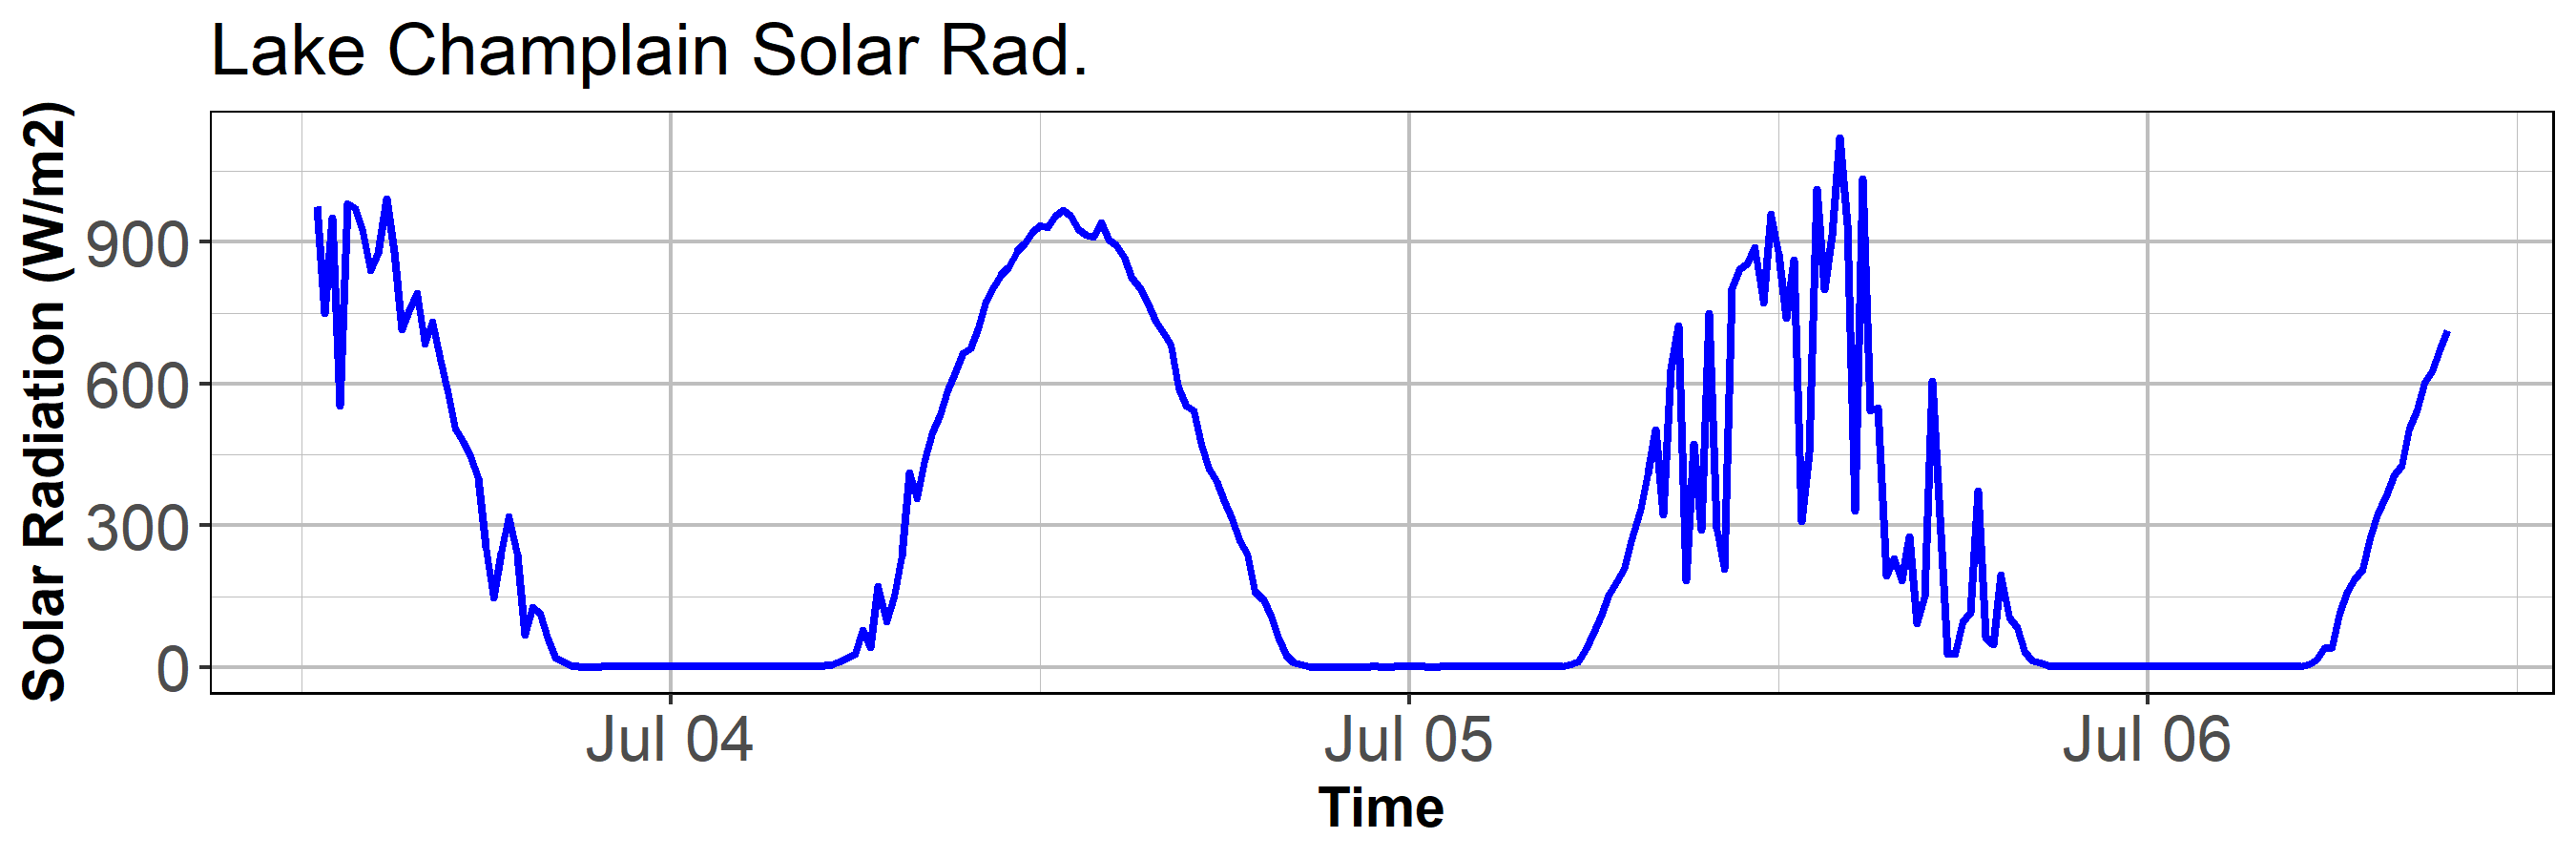 Lake Champlain Solar Rad.
Solar Radiation (W/m2)
900
600
300
0
Jul 04 Jul 05 Jul 06
Time